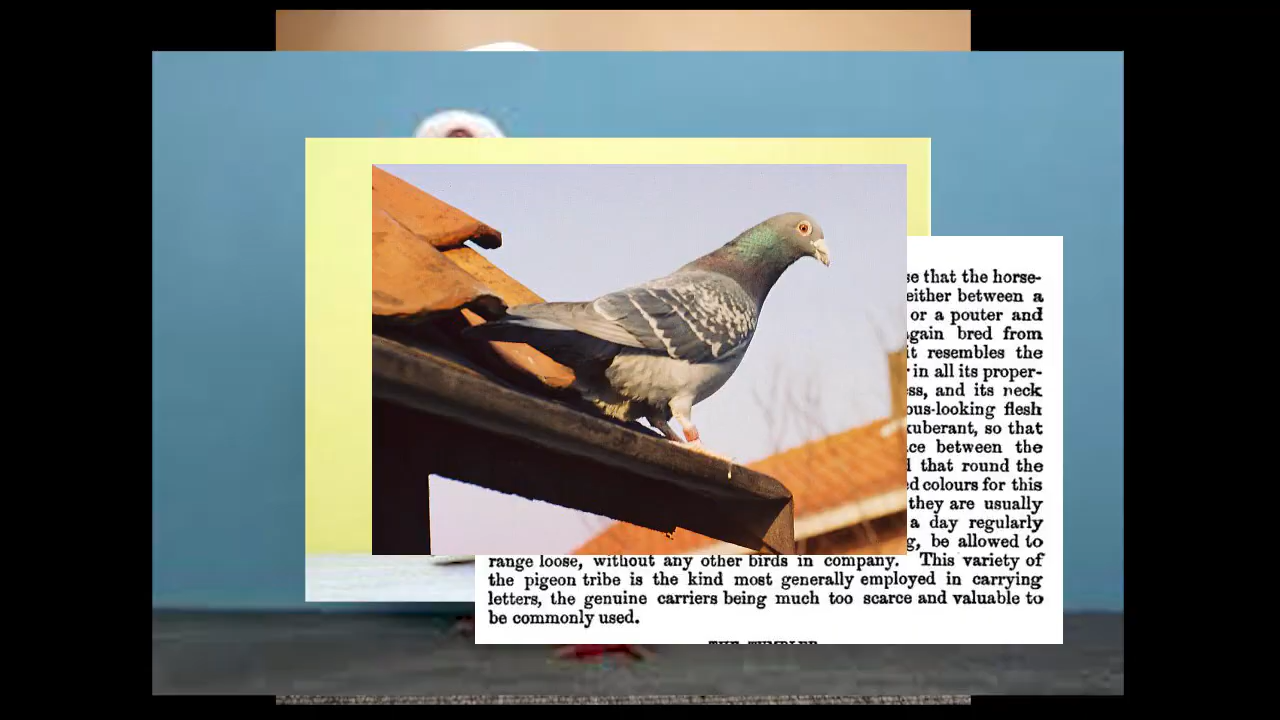 se that the horse-
either between a
or a pouter and
again bred from
it resembles the
in all its proper-
ess, and its neck
ous-looking flesh
xuberant, so that
ce between the
that round the
ed colours for this
they are usually
a day regularly
g, be allowed to
range loose, without any other birds in company. This variety of
the pigeon tribe is the kind most generally employed in carrying
letters, the genuine carriers being much too scarce and valuable to
be commonly used.